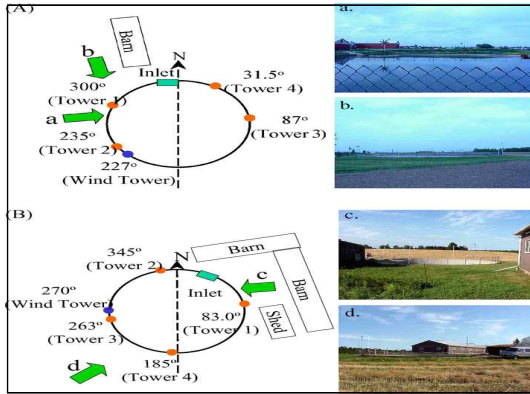 (A)
a.
b
Barn
N
Inlet
31.5°
(Tower 4)
300°
(Tower 1)
a
87°
(Tower 3)
235°
(Tower 2)
227°
(Wind Tower)
b.
(B)
345°
(Tower 2)
N
Barn
c
Inlet
Barn
Shed
270°
(Wind Tower)
263°
(Tower 3)
83.0°
(Tower 1)
d
185°
(Tower 4)
c.
d.